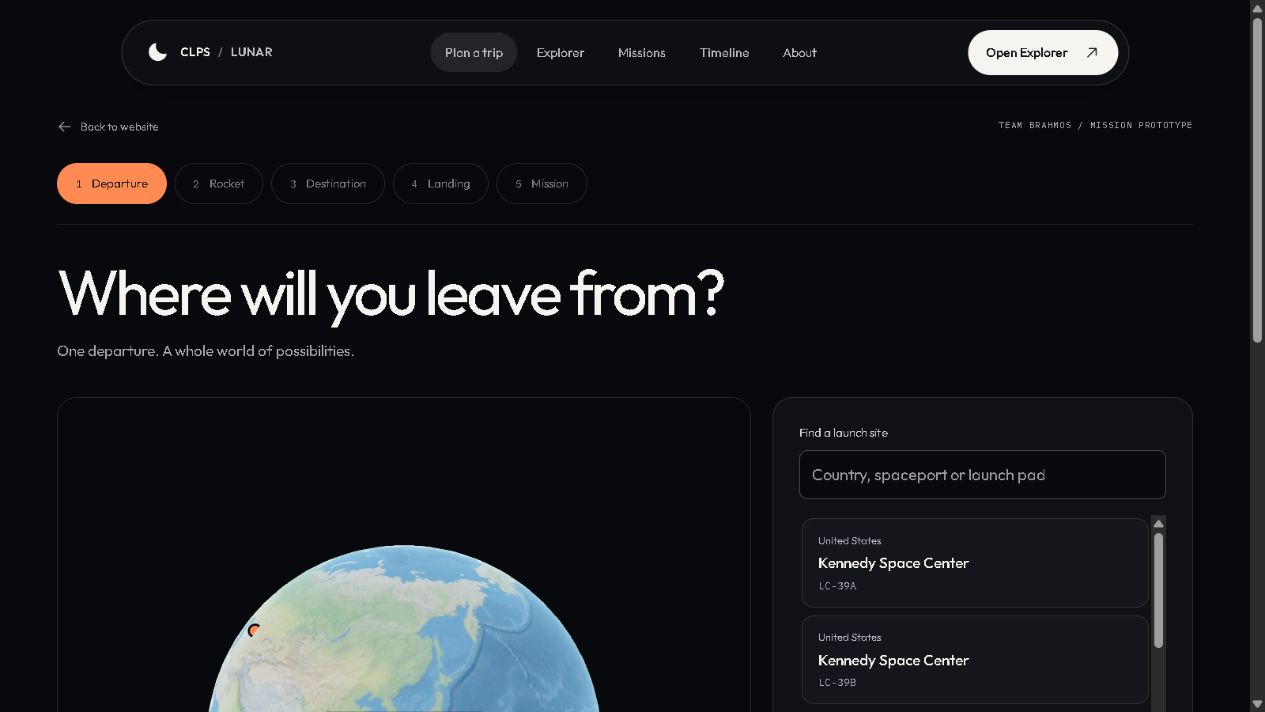 CLPS / LUNAR
Plan a trip
Explorer
Missions
Timeline
About
Open Explorer
Back to website
TEAM BRAHMOS / MISSION PROTOTYPE
1 Departure
2 Rocket
3 Destination
4 Landing
5 Mission
Where will you leave from?
One departure. A whole world of possibilities.
Find a launch site
Country, spaceport or launch pad
United States
Kennedy Space Center
LC-39A
United States
Kennedy Space Center
LC-39B